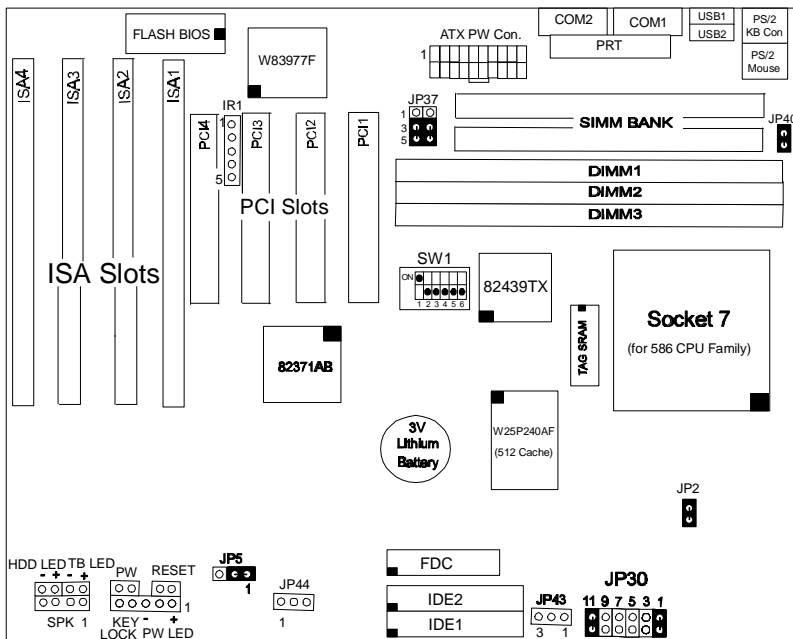 FLASH BIOS
W83977F
ATX PW Con.
1
COM2
COM1
PRT
USB1
USB2
PS/2
KB Con
PS/2
Mouse
ISA4
ISA3
ISA2
ISA1
PCI4
IR1
1
5
PCI3
PCI2
PCI1
PCI Slots
ISA Slots
JP37
1
3
5
SIMM BANK
JP40
DIMM1
DIMM2
DIMM3
SW1
ON
1 2 3 4 5 6
82439TX
TAG SRAM
Socket 7
(for 586 CPU Family)
82371AB
3V
Lithium
Battery
W25P240AF
(512 Cache)
JP2
HDD LED
TB LED
- + - +
PW
RESET
SPK 1
KEY
LOCK
- +
PW LED
1
JP5
1
JP44
1
FDC
IDE2
IDE1
JP43
3 1
JP30
11 9 7 5 3 1